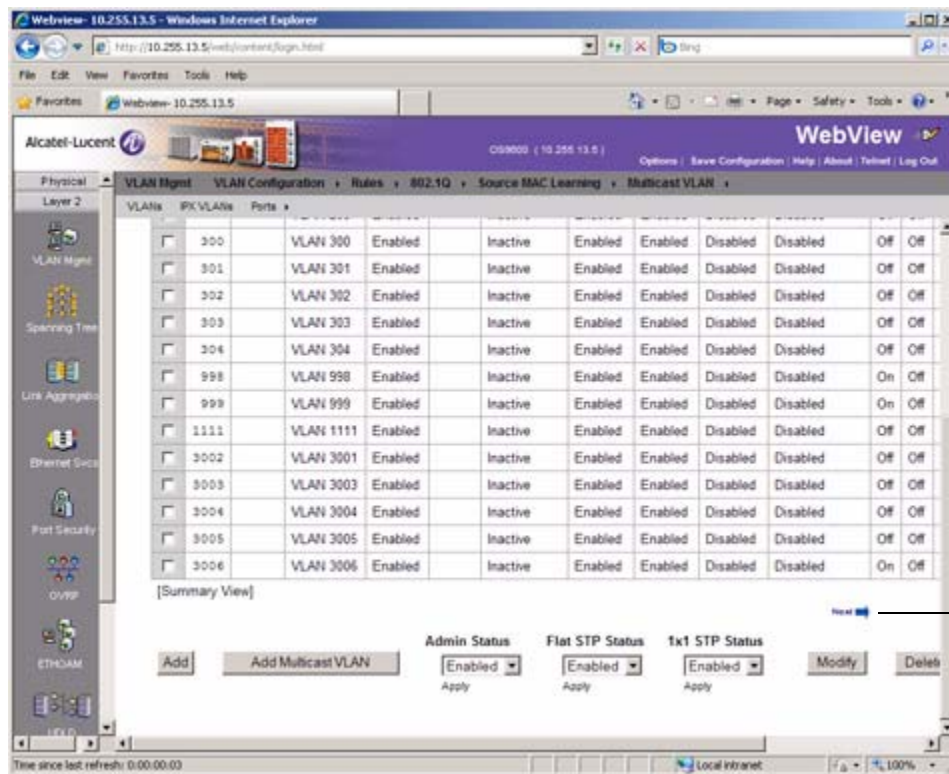 Webview- 10.255.13.5 - Windows Internet Explorer
http://10.255.13.5/web/content/login.html
Bing
File Edit View Favorites Tools Help
Favorites Webview- 10.255.13.5 Page Safety Tools
Alcatel-Lucent WebView
OS9800 ( 10.255.13.5 ) Options | Save Configuration | Help | About | Telnet | Log Out
Physical VLAN Mgmt VLAN Configuration Rules 802.1Q Source MAC Learning Multicast VLAN
Layer 2 VLANs IPX VLANs Ports
300 VLAN 300 Enabled Inactive Enabled Enabled Disabled Disabled Off Off
VLAN Mgmt
301 VLAN 301 Enabled Inactive Enabled Enabled Disabled Disabled Off Off
302 VLAN 302 Enabled Inactive Enabled Enabled Disabled Disabled Off Off
303 VLAN 303 Enabled Inactive Enabled Enabled Disabled Disabled Off Off
Spanning Tree
304 VLAN 304 Enabled Inactive Enabled Enabled Disabled Disabled Off Off
998 VLAN 998 Enabled Inactive Enabled Enabled Disabled Disabled On Off
Link Aggregatio
999 VLAN 999 Enabled Inactive Enabled Enabled Disabled Disabled On Off
1111 VLAN 1111 Enabled Inactive Enabled Enabled Disabled Disabled Off Off
3002 VLAN 3001 Enabled Inactive Enabled Enabled Disabled Disabled Off Off
Ethernet Svcs
3003 VLAN 3003 Enabled Inactive Enabled Enabled Disabled Disabled Off Off
3004 VLAN 3004 Enabled Inactive Enabled Enabled Disabled Disabled Off Off
Port Security
3005 VLAN 3005 Enabled Inactive Enabled Enabled Disabled Disabled Off Off
3006 VLAN 3006 Enabled Inactive Enabled Enabled Disabled Disabled On Off
GVRP
[Summary View]
Next
Admin Status Flat STP Status 1x1 STP Status
Add Add Multicast VLAN Enabled Enabled Enabled Modify Delet
ETHOAM
Apply Apply Apply
UDLD
Time since last refresh: 0:00:00:03 Local intranet 100%